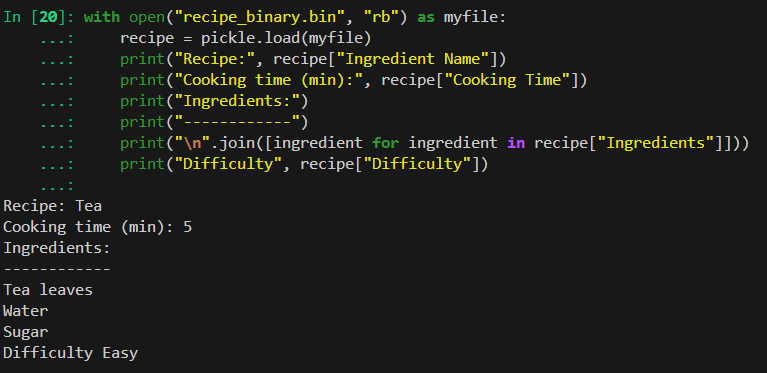 In [20]: with open("recipe_binary.bin", "rb") as myfile:
    ...:     recipe = pickle.load(myfile)
    ...:     print("Recipe:", recipe["Ingredient Name"])
    ...:     print("Cooking time (min):", recipe["Cooking Time"])
    ...:     print("Ingredients:")
    ...:     print("------------")
    ...:     print("\n".join([ingredient for ingredient in recipe["Ingredients"]]))
    ...:     print("Difficulty", recipe["Difficulty"])
    ...:
Recipe: Tea
Cooking time (min): 5
Ingredients:
------------
Tea leaves
Water
Sugar
Difficulty Easy